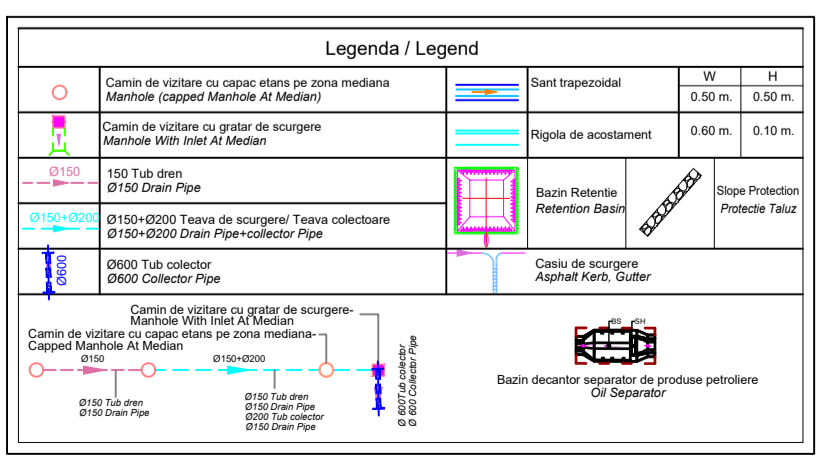 Legenda / Legend
Camin de vizitare cu capac etans pe zona mediana
Manhole (capped Manhole At Median)
Camin de vizitare cu gratar de scurgere
Manhole With Inlet At Median
Ø150
150 Tub dren
Ø150 Drain Pipe
Ø150+Ø200
Ø150+Ø200 Teava de scurgere/ Teava colectoare
Ø150+Ø200 Drain Pipe+collector Pipe
Ø600
Ø600 Tub colector
Ø600 Collector Pipe
Sant trapezoidal
W
H
0.50 m.
0.50 m.
Rigola de acostament
0.60 m.
0.10 m.
Bazin Retentie
Retention Basin
Slope Protection
Protectie Taluz
Casiu de scurgere
Asphalt Kerb, Gutter
Camin de vizitare cu gratar de scurgere-
Manhole With Inlet At Median
Camin de vizitare cu capac etans pe zona mediana-
Capped Manhole At Median
Ø150
Ø150+Ø200
Ø150 Tub dren
Ø150 Drain Pipe
Ø150 Tub dren
Ø150 Drain Pipe
Ø200 Tub colector
Ø150 Drain Pipe
Ø 600Tub colector
Ø 600 Collector Pipe
BS
SH
Bazin decantor separator de produse petroliere
Oil Separator